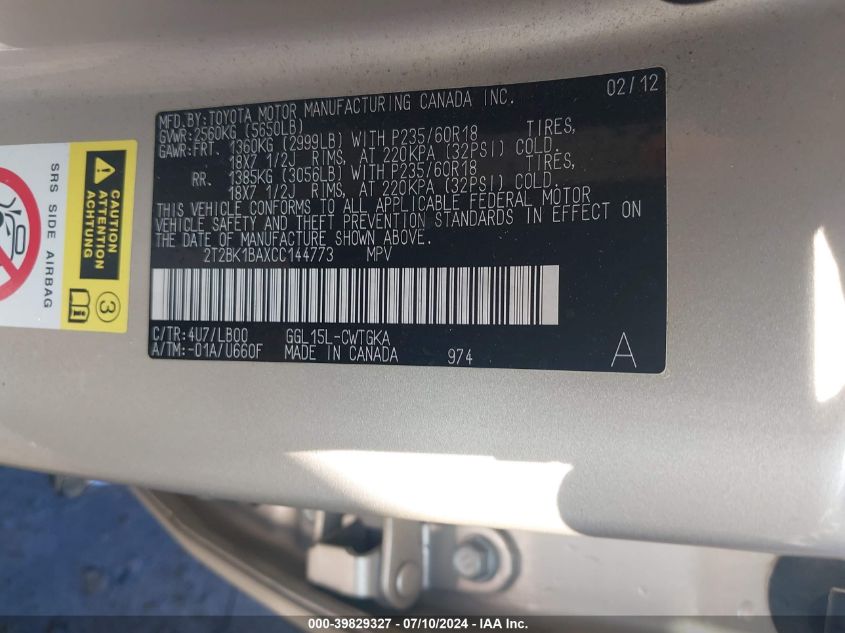 MFD.BY:TOYOTA MOTOR MANUFACTURING CANADA INC. 02/12
GVWR:2560KG (5650LB)
GAWR:FRT. 1360KG (2999LB) WITH P235/60R18 TIRES,
18X7 1/2J RIMS, AT 220KPA (32PSI) COLD.
RR. 1385KG (3056LB) WITH P235/60R18 TIRES,
18X7 1/2J RIMS, AT 220KPA (32PSI) COLD.
THIS VEHICLE CONFORMS TO ALL APPLICABLE FEDERAL MOTOR
VEHICLE SAFETY AND THEFT PREVENTION STANDARDS IN EFFECT ON
THE DATE OF MANUFACTURE SHOWN ABOVE.
2T2BK1BAXCC144773 MPV
C/TR:4U7/LB00 GGL15L-CWTGKA
A/TM:-01A/U660F MADE IN CANADA 974 A
CAUTION
ATTENTION
SRS SIDE AIRBAG
3
000-39829327 - 07/10/2024 - IAA Inc.